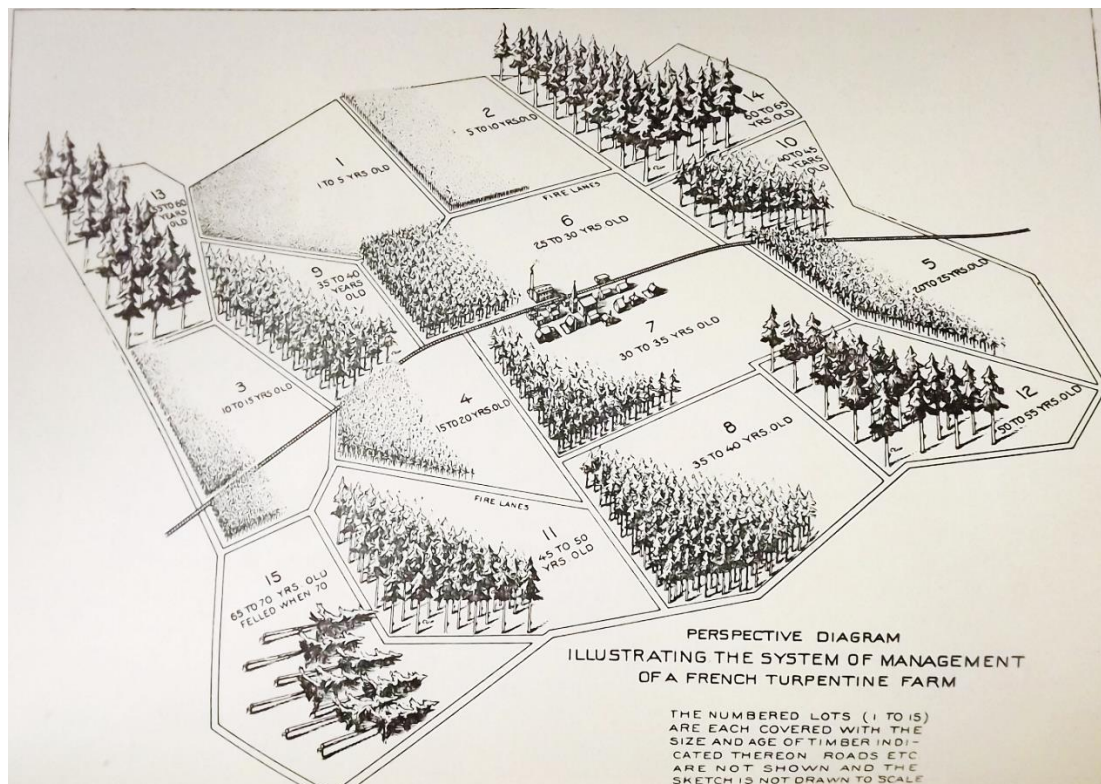 14
60 TO 65
YRS OLD
2
5 TO 10 YRS. OLD
10
40 TO 45
YEARS
OLD
1
1 TO 5 YRS. OLD
13
55 TO 60
YEARS
OLD
FIRE LANES
6
25 TO 30 YRS. OLD
9
35 TO 40
YEARS
OLD
5
20 TO 25 YRS. OLD
7
30 TO 35 YRS OLD
3
10 TO 15 YRS OLD
4
15 TO 20 YRS. OLD
12
50 TO 55 YRS. OLD
8
35 TO 40 YRS. OLD
FIRE LANES
11
45 TO 50
YRS. OLD
15
65 TO 70 YRS. OLD
FELLED WHEN 70
PERSPECTIVE DIAGRAM
ILLUSTRATING THE SYSTEM OF MANAGEMENT
OF A FRENCH TURPENTINE FARM
THE NUMBERED LOTS (1 TO 15)
ARE EACH COVERED WITH THE
SIZE AND AGE OF TIMBER INDI-
CATED THEREON ROADS ETC
ARE NOT SHOWN AND THE
SKETCH IS NOT DRAWN TO SCALE